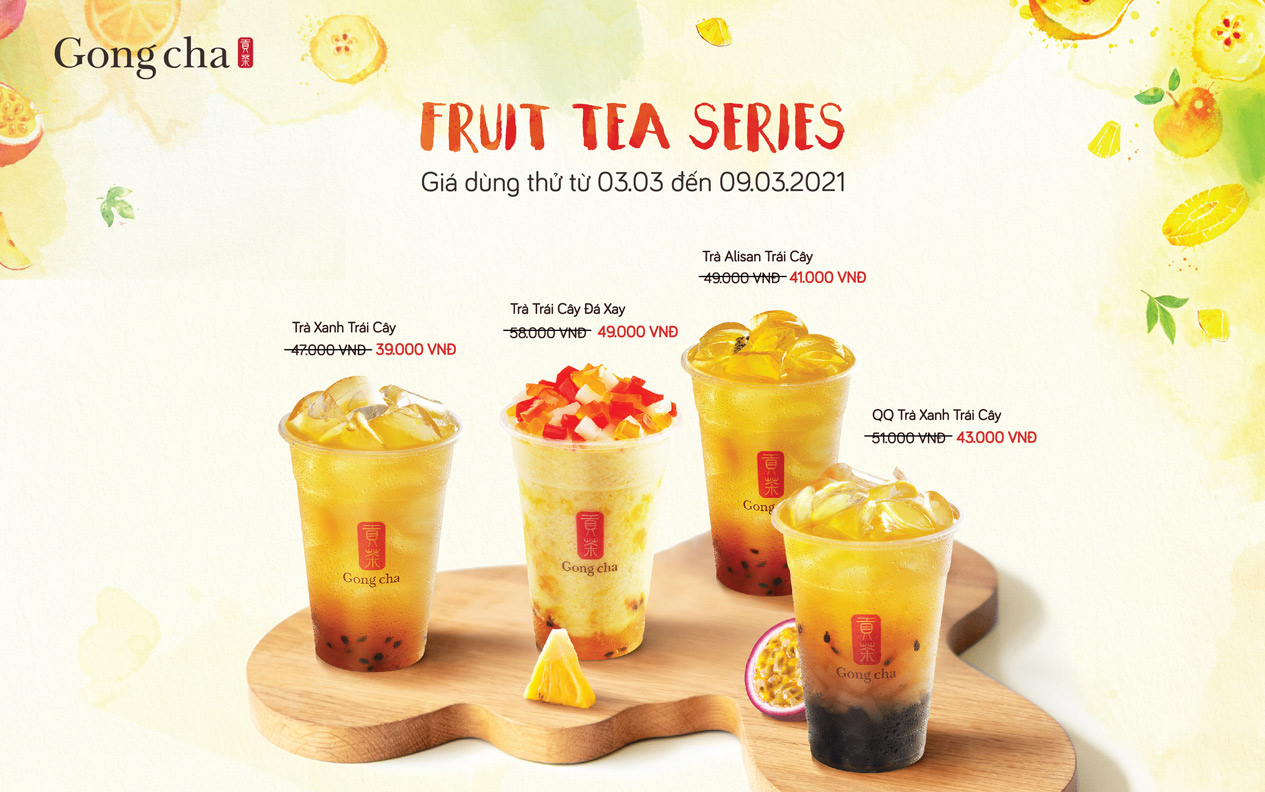 Gong cha 貢茶
FRUIT TEA SERIES
Giá dùng thử từ 03.03 đến 09.03.2021
Trà Alisan Trái Cây
49.000 VNĐ 41.000 VNĐ
Trà Trái Cây Đá Xay
58.000 VNĐ 49.000 VNĐ
Trà Xanh Trái Cây
47.000 VNĐ 39.000 VNĐ
QQ Trà Xanh Trái Cây
51.000 VNĐ 43.000 VNĐ
貢茶
Gong cha
貢茶
Gong cha
貢茶
Gong
貢茶
Gong cha